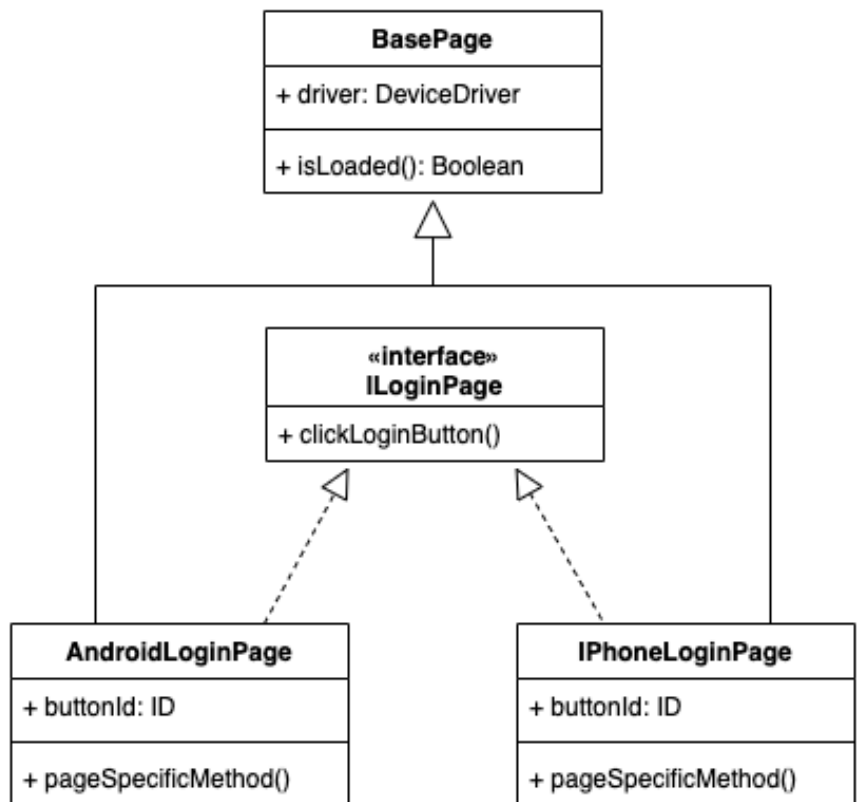 BasePage
+ driver: DeviceDriver
+ isLoaded(): Boolean
«interface»
ILoginPage
+ clickLoginButton()
AndroidLoginPage
+ buttonId: ID
+ pageSpecificMethod()
IPhoneLoginPage
+ buttonId: ID
+ pageSpecificMethod()